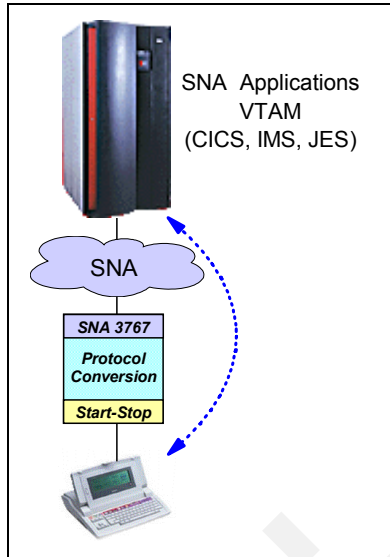 SNA Applications
VTAM
(CICS, IMS, JES)
SNA
SNA 3767
Protocol
Conversion
Start-Stop